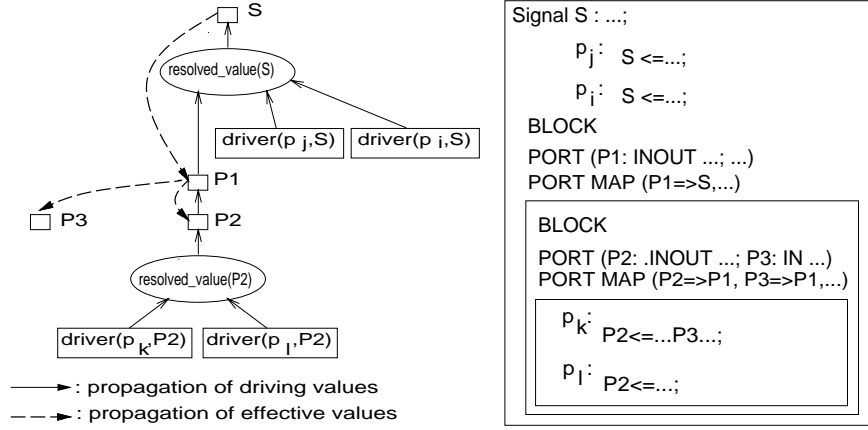 S
resolved_value(S)
driver(p j,S)
driver(p i,S)
P1
P3
P2
resolved_value(P2)
driver(p k,P2)
driver(p l,P2)
: propagation of driving values
: propagation of effective values
Signal S : ...;
p j: S <=...;
p i: S <=...;
BLOCK
PORT (P1: INOUT ...; ...)
PORT MAP (P1=>S,...)
BLOCK
PORT (P2: .INOUT ...; P3: IN ...)
PORT MAP (P2=>P1, P3=>P1,...)
p k: P2<=...P3...;
p l: P2<=...;